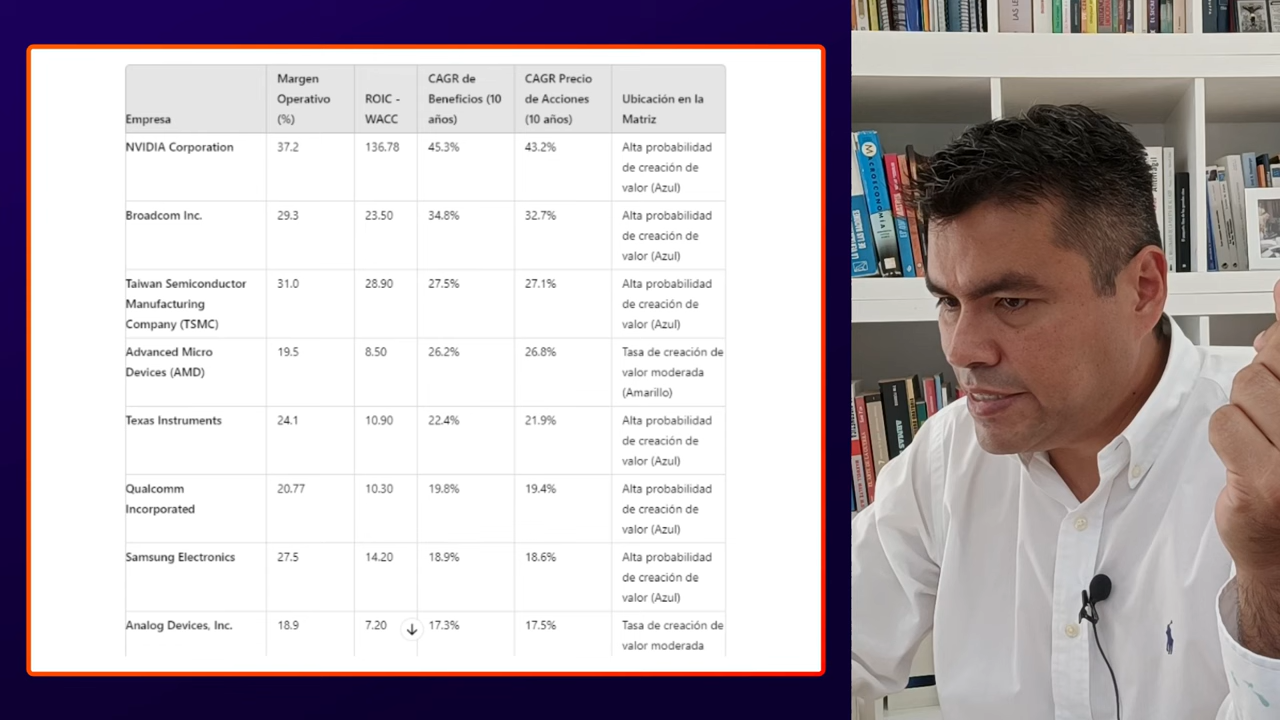 Empresa
Margen
Operativo
(%)
ROIC -
WACC
CAGR de
Beneficios (10
años)
CAGR Precio
de Acciones
(10 años)
Ubicación en la
Matriz
NVIDIA Corporation
37.2
136.78
45.3%
43.2%
Alta probabilidad
de creación de
valor (Azul)
Broadcom Inc.
29.3
23.50
34.8%
32.7%
Alta probabilidad
de creación de
valor (Azul)
Taiwan Semiconductor
Manufacturing
Company (TSMC)
31.0
28.90
27.5%
27.1%
Alta probabilidad
de creación de
valor (Azul)
Advanced Micro
Devices (AMD)
19.5
8.50
26.2%
26.8%
Tasa de creación de
valor moderada
(Amarillo)
Texas Instruments
24.1
10.90
22.4%
21.9%
Alta probabilidad
de creación de
valor (Azul)
Qualcomm
Incorporated
20.77
10.30
19.8%
19.4%
Alta probabilidad
de creación de
valor (Azul)
Samsung Electronics
27.5
14.20
18.9%
18.6%
Alta probabilidad
de creación de
valor (Azul)
Analog Devices, Inc.
18.9
7.20
17.3%
17.5%
Tasa de creación de
valor moderada
MACROECONOMÍA